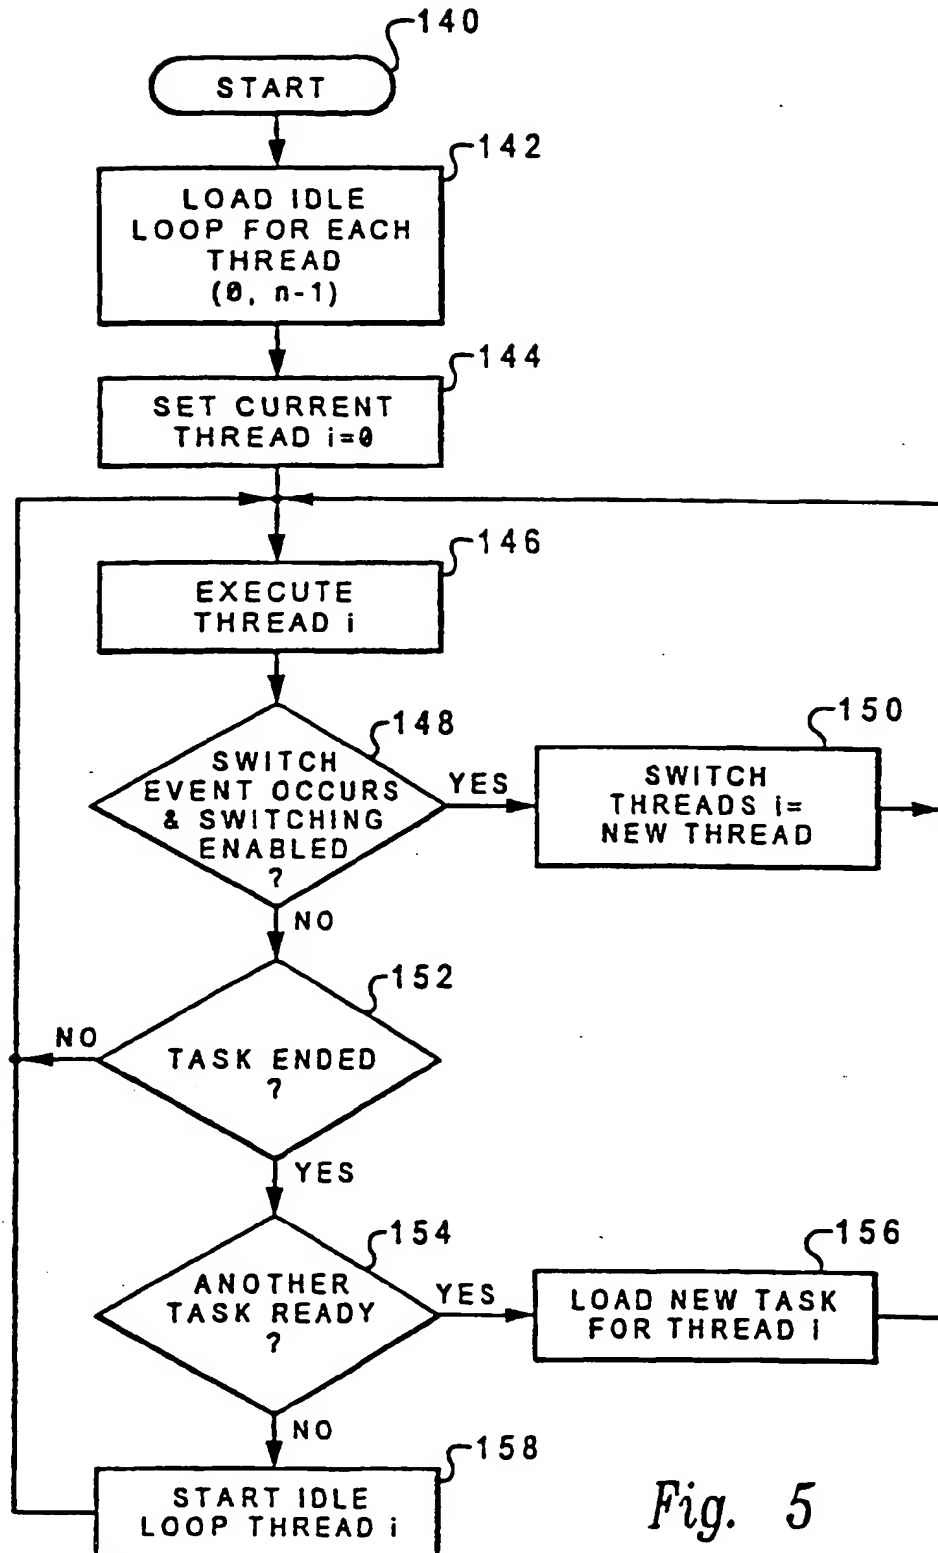 140
START
142
LOAD IDLE
LOOP FOR EACH
THREAD
(0, n-1)
144
SET CURRENT
THREAD i=0
146
EXECUTE
THREAD i
148
SWITCH
EVENT OCCURS
& SWITCHING
ENABLED
?
YES
150
SWITCH
THREADS i=
NEW THREAD
NO
152
NO
TASK ENDED
?
YES
154
ANOTHER
TASK READY
?
YES
156
LOAD NEW TASK
FOR THREAD i
NO
158
START IDLE
LOOP THREAD i
Fig. 5